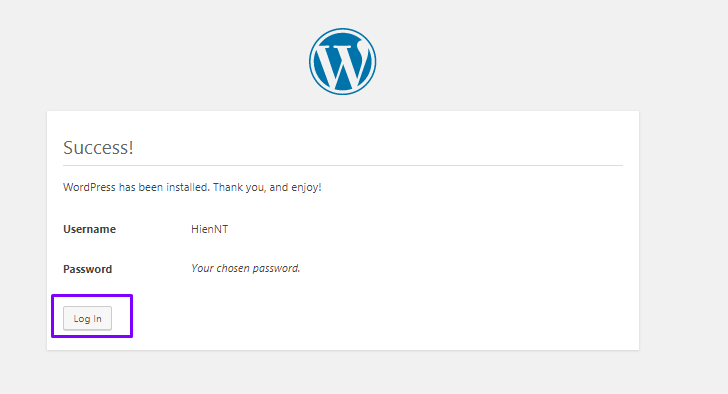 Success!
WordPress has been installed. Thank you, and enjoy!
Username HienNT
Password Your chosen password.
Log In